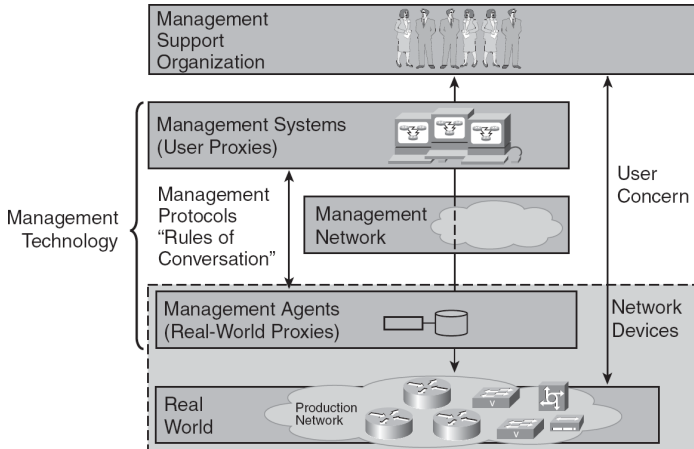 Management
Support
Organization
Management Systems
(User Proxies)
User
Concern
Management
Protocols
“Rules of
Conversation”
Management
Network
Management
Technology
Management Agents
(Real-World Proxies)
Network
Devices
Real
World
Production
Network
V
V